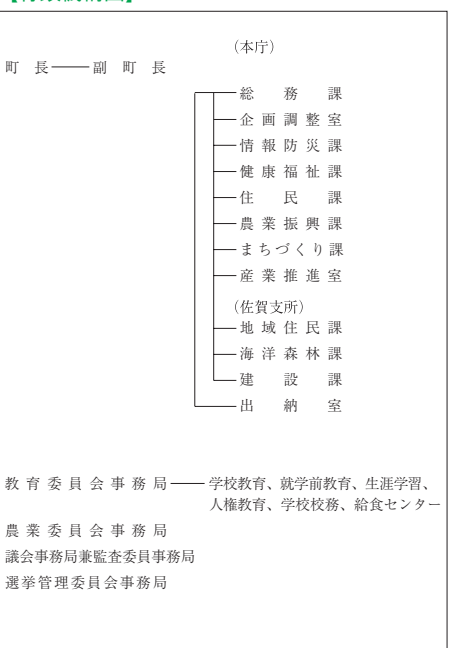 （本庁）
町長――副町長
総務課
企画調整室
情報防災課
健康福祉課
住民課
農業振興課
まちづくり課
産業推進室
（佐賀支所）
地域住民課
海洋森林課
建設課
出納室
教育委員会事務局――学校教育、就学前教育、生涯学習、
人権教育、学校校務、給食センター
農業委員会事務局
議会事務局兼監査委員事務局
選挙管理委員会事務局